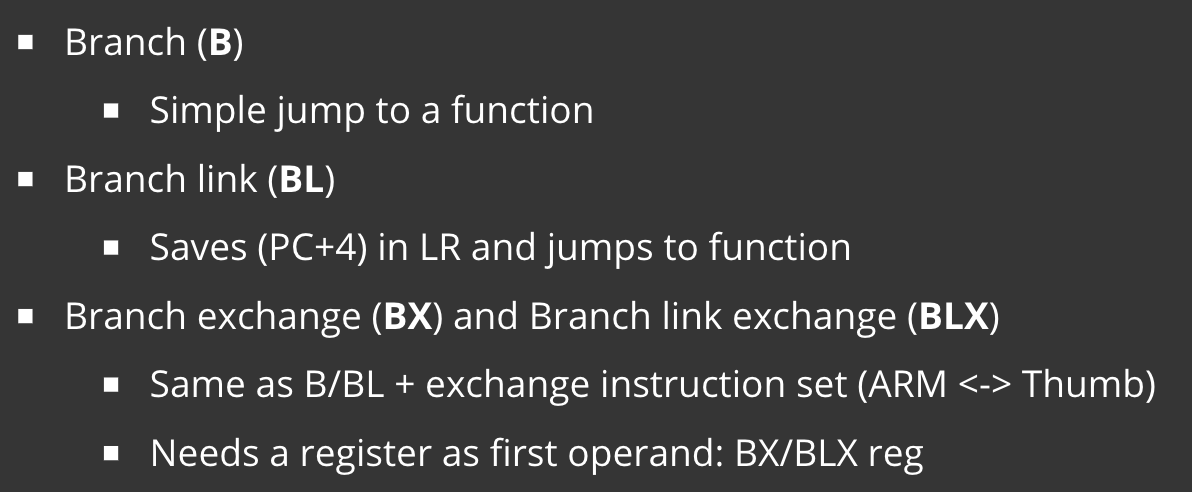 Branch (B)
Simple jump to a function
Branch link (BL)
Saves (PC+4) in LR and jumps to function
Branch exchange (BX) and Branch link exchange (BLX)
Same as B/BL + exchange instruction set (ARM <-> Thumb)
Needs a register as first operand: BX/BLX reg